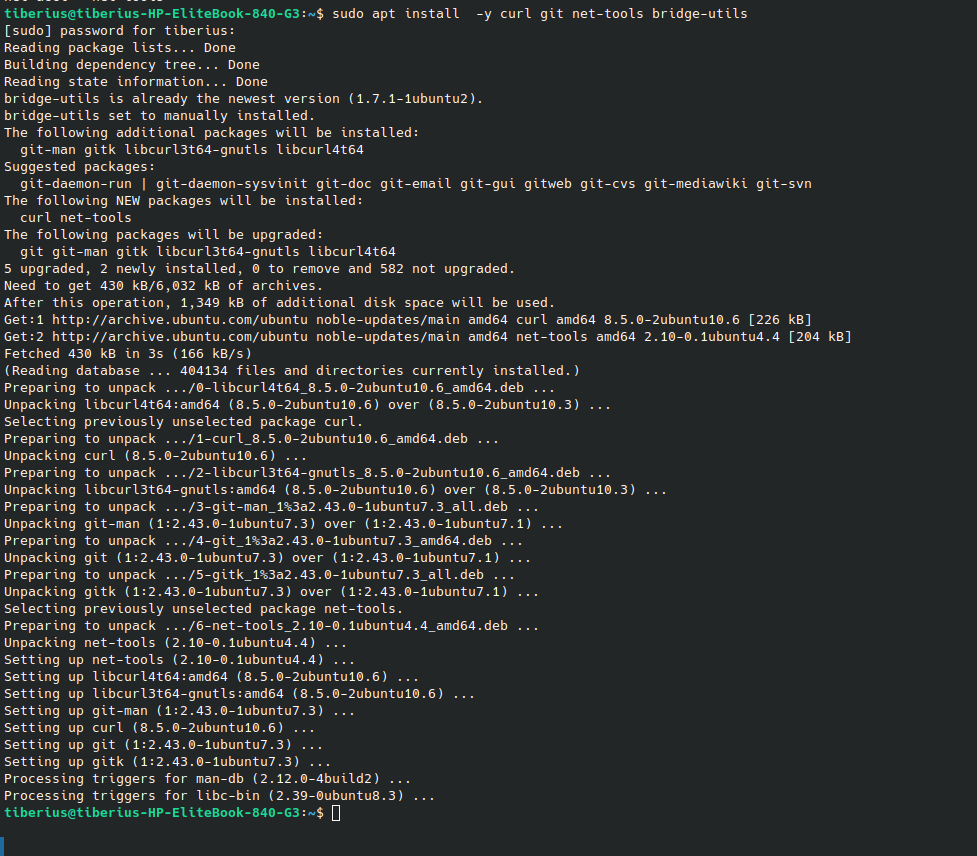 tiberius@tiberius-HP-EliteBook-840-G3:~$ sudo apt install  -y curl git net-tools bridge-utils
[sudo] password for tiberius:
Reading package lists... Done
Building dependency tree... Done
Reading state information... Done
bridge-utils is already the newest version (1.7.1-1ubuntu2).
bridge-utils set to manually installed.
The following additional packages will be installed:
  git-man gitk libcurl3t64-gnutls libcurl4t64
Suggested packages:
  git-daemon-run | git-daemon-sysvinit git-doc git-email git-gui gitweb git-cvs git-mediawiki git-svn
The following NEW packages will be installed:
  curl net-tools
The following packages will be upgraded:
  git git-man gitk libcurl3t64-gnutls libcurl4t64
5 upgraded, 2 newly installed, 0 to remove and 582 not upgraded.
Need to get 430 kB/6,032 kB of archives.
After this operation, 1,349 kB of additional disk space will be used.
Get:1 http://archive.ubuntu.com/ubuntu noble-updates/main amd64 curl amd64 8.5.0-2ubuntu10.6 [226 kB]
Get:2 http://archive.ubuntu.com/ubuntu noble-updates/main amd64 net-tools amd64 2.10-0.1ubuntu4.4 [204 kB]
Fetched 430 kB in 3s (166 kB/s)
(Reading database ... 404134 files and directories currently installed.)
Preparing to unpack .../0-libcurl4t64_8.5.0-2ubuntu10.6_amd64.deb ...
Unpacking libcurl4t64:amd64 (8.5.0-2ubuntu10.6) over (8.5.0-2ubuntu10.3) ...
Selecting previously unselected package curl.
Preparing to unpack .../1-curl_8.5.0-2ubuntu10.6_amd64.deb ...
Unpacking curl (8.5.0-2ubuntu10.6) ...
Preparing to unpack .../2-libcurl3t64-gnutls_8.5.0-2ubuntu10.6_amd64.deb ...
Unpacking libcurl3t64-gnutls:amd64 (8.5.0-2ubuntu10.6) over (8.5.0-2ubuntu10.3) ...
Preparing to unpack .../3-git-man_1%3a2.43.0-1ubuntu7.3_all.deb ...
Unpacking git-man (1:2.43.0-1ubuntu7.3) over (1:2.43.0-1ubuntu7.1) ...
Preparing to unpack .../4-git_1%3a2.43.0-1ubuntu7.3_amd64.deb ...
Unpacking git (1:2.43.0-1ubuntu7.3) over (1:2.43.0-1ubuntu7.1) ...
Preparing to unpack .../5-gitk_1%3a2.43.0-1ubuntu7.3_all.deb ...
Unpacking gitk (1:2.43.0-1ubuntu7.3) over (1:2.43.0-1ubuntu7.1) ...
Selecting previously unselected package net-tools.
Preparing to unpack .../6-net-tools_2.10-0.1ubuntu4.4_amd64.deb ...
Unpacking net-tools (2.10-0.1ubuntu4.4) ...
Setting up net-tools (2.10-0.1ubuntu4.4) ...
Setting up libcurl4t64:amd64 (8.5.0-2ubuntu10.6) ...
Setting up libcurl3t64-gnutls:amd64 (8.5.0-2ubuntu10.6) ...
Setting up git-man (1:2.43.0-1ubuntu7.3) ...
Setting up curl (8.5.0-2ubuntu10.6) ...
Setting up git (1:2.43.0-1ubuntu7.3) ...
Setting up gitk (1:2.43.0-1ubuntu7.3) ...
Processing triggers for man-db (2.12.0-4build2) ...
Processing triggers for libc-bin (2.39-0ubuntu8.3) ...
tiberius@tiberius-HP-EliteBook-840-G3:~$